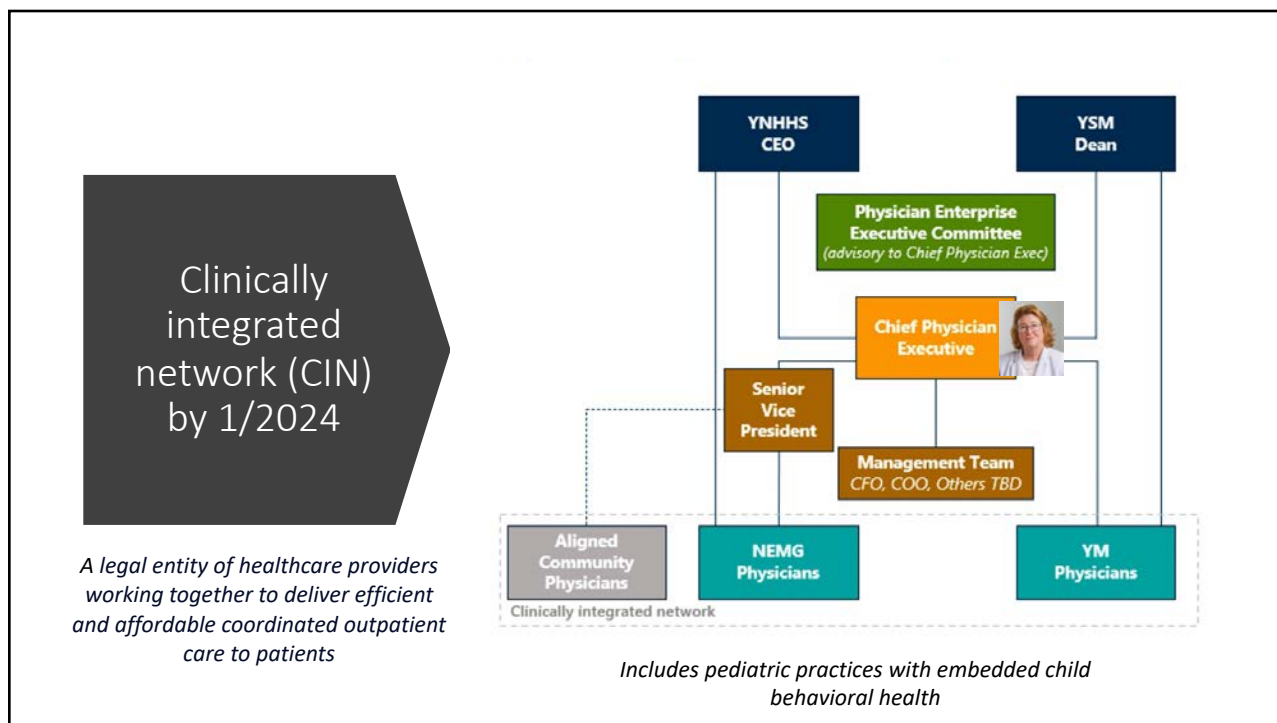 Clinically
integrated
network (CIN)
by 1/2024
A legal entity of healthcare providers
working together to deliver efficient
and affordable coordinated outpatient
care to patients
YNHHS
CEO
YSM
Dean
Physician Enterprise
Executive Committee
(advisory to Chief Physician Exec)
Chief Physician
Executive
Senior
Vice
President
Management Team
CFO, COO, Others TBD
Aligned
Community
Physicians
NEMG
Physicians
YM
Physicians
Clinically integrated network
Includes pediatric practices with embedded child
behavioral health